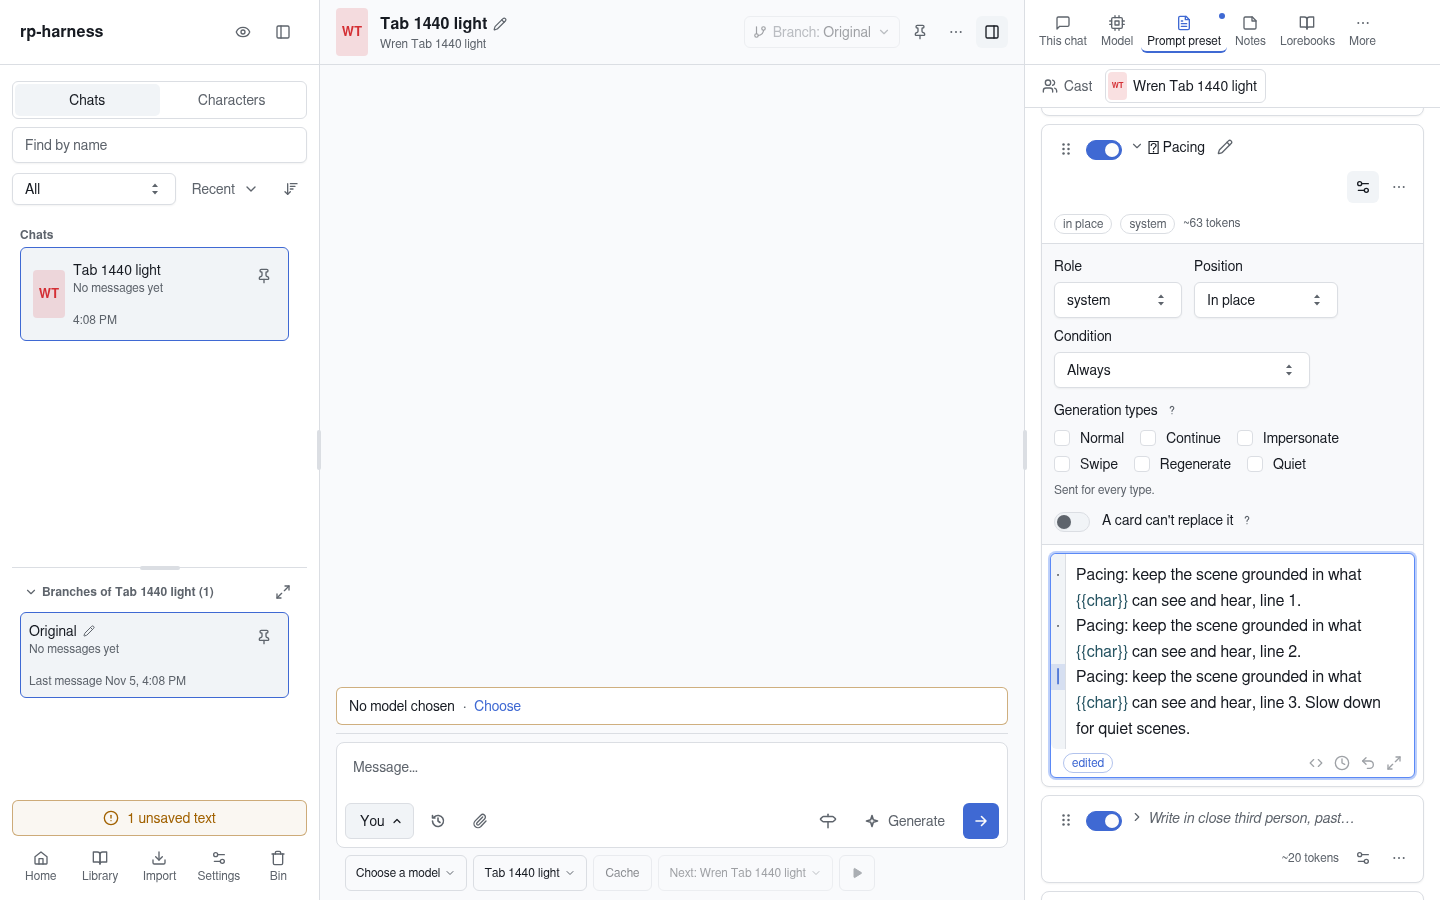 rp-harness
Chats
Characters
Find by name
All
Recent
Chats
WT
Tab 1440 light
No messages yet
4:08 PM
Branches of Tab 1440 light (1)
Original
No messages yet
Last message Nov 5, 4:08 PM
1 unsaved text
Home
Library
Import
Settings
Bin
WT
Tab 1440 light
Wren Tab 1440 light
Branch: Original
No model chosen · Choose
Message...
You
Generate
Choose a model
Tab 1440 light
Cache
Next: Wren Tab 1440 light
This chat
Model
Prompt preset
Notes
Lorebooks
More
Cast
WT
Wren Tab 1440 light
Pacing
in place
system
~63 tokens
Role
Position
system
In place
Condition
Always
Generation types ?
Normal
Continue
Impersonate
Swipe
Regenerate
Quiet
Sent for every type.
A card can't replace it ?
Pacing: keep the scene grounded in what
{{char}} can see and hear, line 1.
Pacing: keep the scene grounded in what
{{char}} can see and hear, line 2.
Pacing: keep the scene grounded in what
{{char}} can see and hear, line 3. Slow down
for quiet scenes.
edited
Write in close third person, past…
~20 tokens